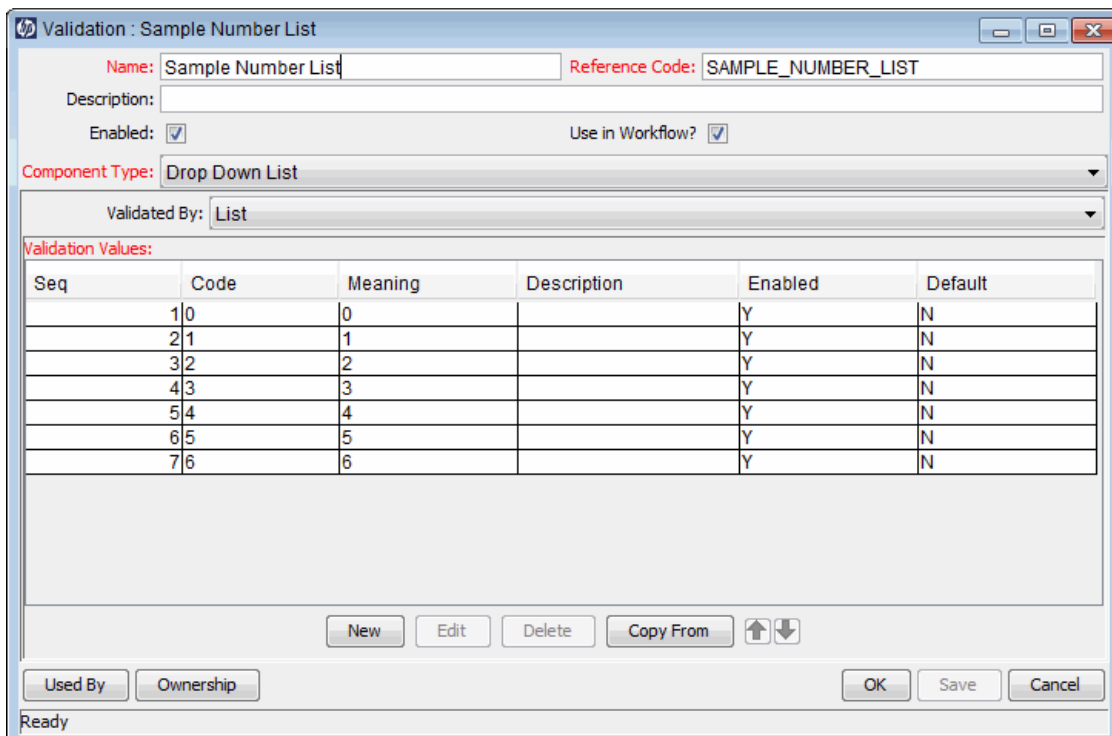 Validation : Sample Number List
Name: Sample Number List Reference Code: SAMPLE_NUMBER_LIST
Description:
Enabled: Use in Workflow?
Component Type: Drop Down List
Validated By: List
Validation Values:
Seq Code Meaning Description Enabled Default
1 0 0 Y N
2 1 1 Y N
3 2 2 Y N
4 3 3 Y N
5 4 4 Y N
6 5 5 Y N
7 6 6 Y N
New Edit Delete Copy From
Used By Ownership OK Save Cancel
Ready